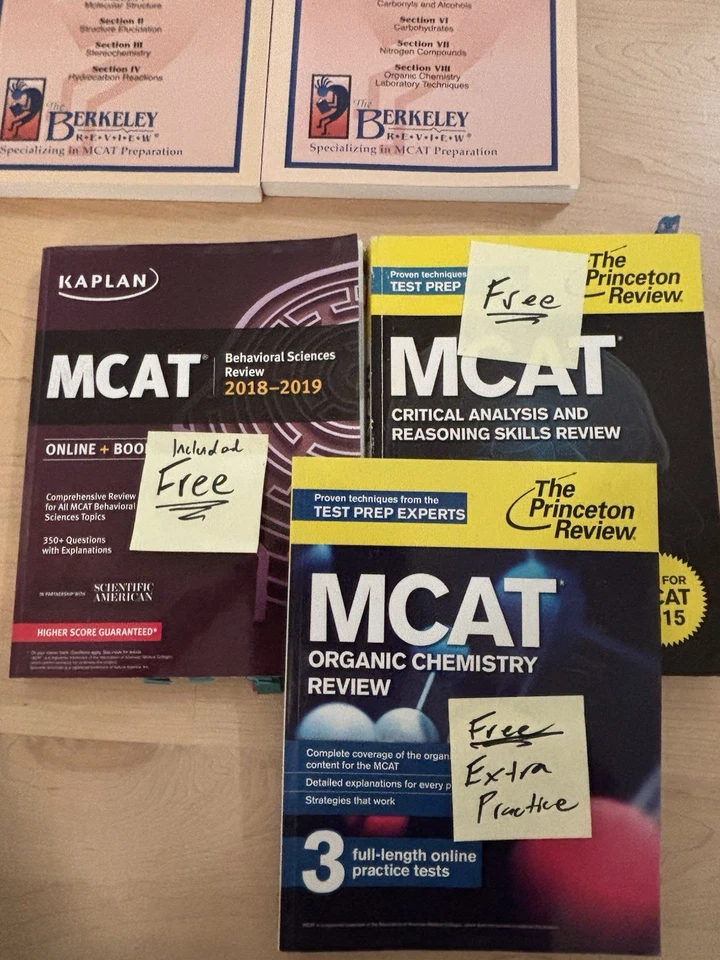 Molecular Structure
Section II
Structure Elucidation
Section III
Stereochemistry
Section IV
Hydrocarbon Reactions
The
BERKELEY
R•E•V•I•E•W®
Specializing in MCAT Preparation
Carbonyls and Alcohols
Section VI
Carbohydrates
Section VII
Nitrogen Compounds
Section VIII
Organic Chemistry
Laboratory Techniques
The
BERKELEY
R•E•V•I•E•W®
Specializing in MCAT Preparation
KAPLAN
MCAT®
Behavioral Sciences
Review
2018–2019
ONLINE + BOO
Included
Free
Comprehensive Review
for All MCAT Behavioral
Sciences Topics
350+ Questions
with Explanations
IN PARTNERSHIP WITH
SCIENTIFIC
AMERICAN
HIGHER SCORE GUARANTEED*
Proven techniques
TEST PREP
Free
The
Princeton
Review®
MCAT®
CRITICAL ANALYSIS AND
REASONING SKILLS REVIEW
FOR
CAT
15
Proven techniques from the
TEST PREP EXPERTS
The
Princeton
Review®
MCAT®
ORGANIC CHEMISTRY
REVIEW
Complete coverage of the organ
content for the MCAT
Detailed explanations for every p
Strategies that work
Free
Extra
Practice
3 full-length online
practice tests